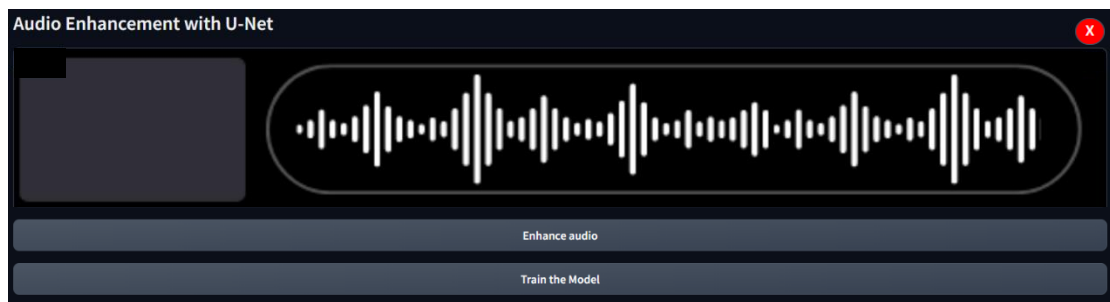 Audio Enhancement with U-Net
X
Enhance audio
Train the Model